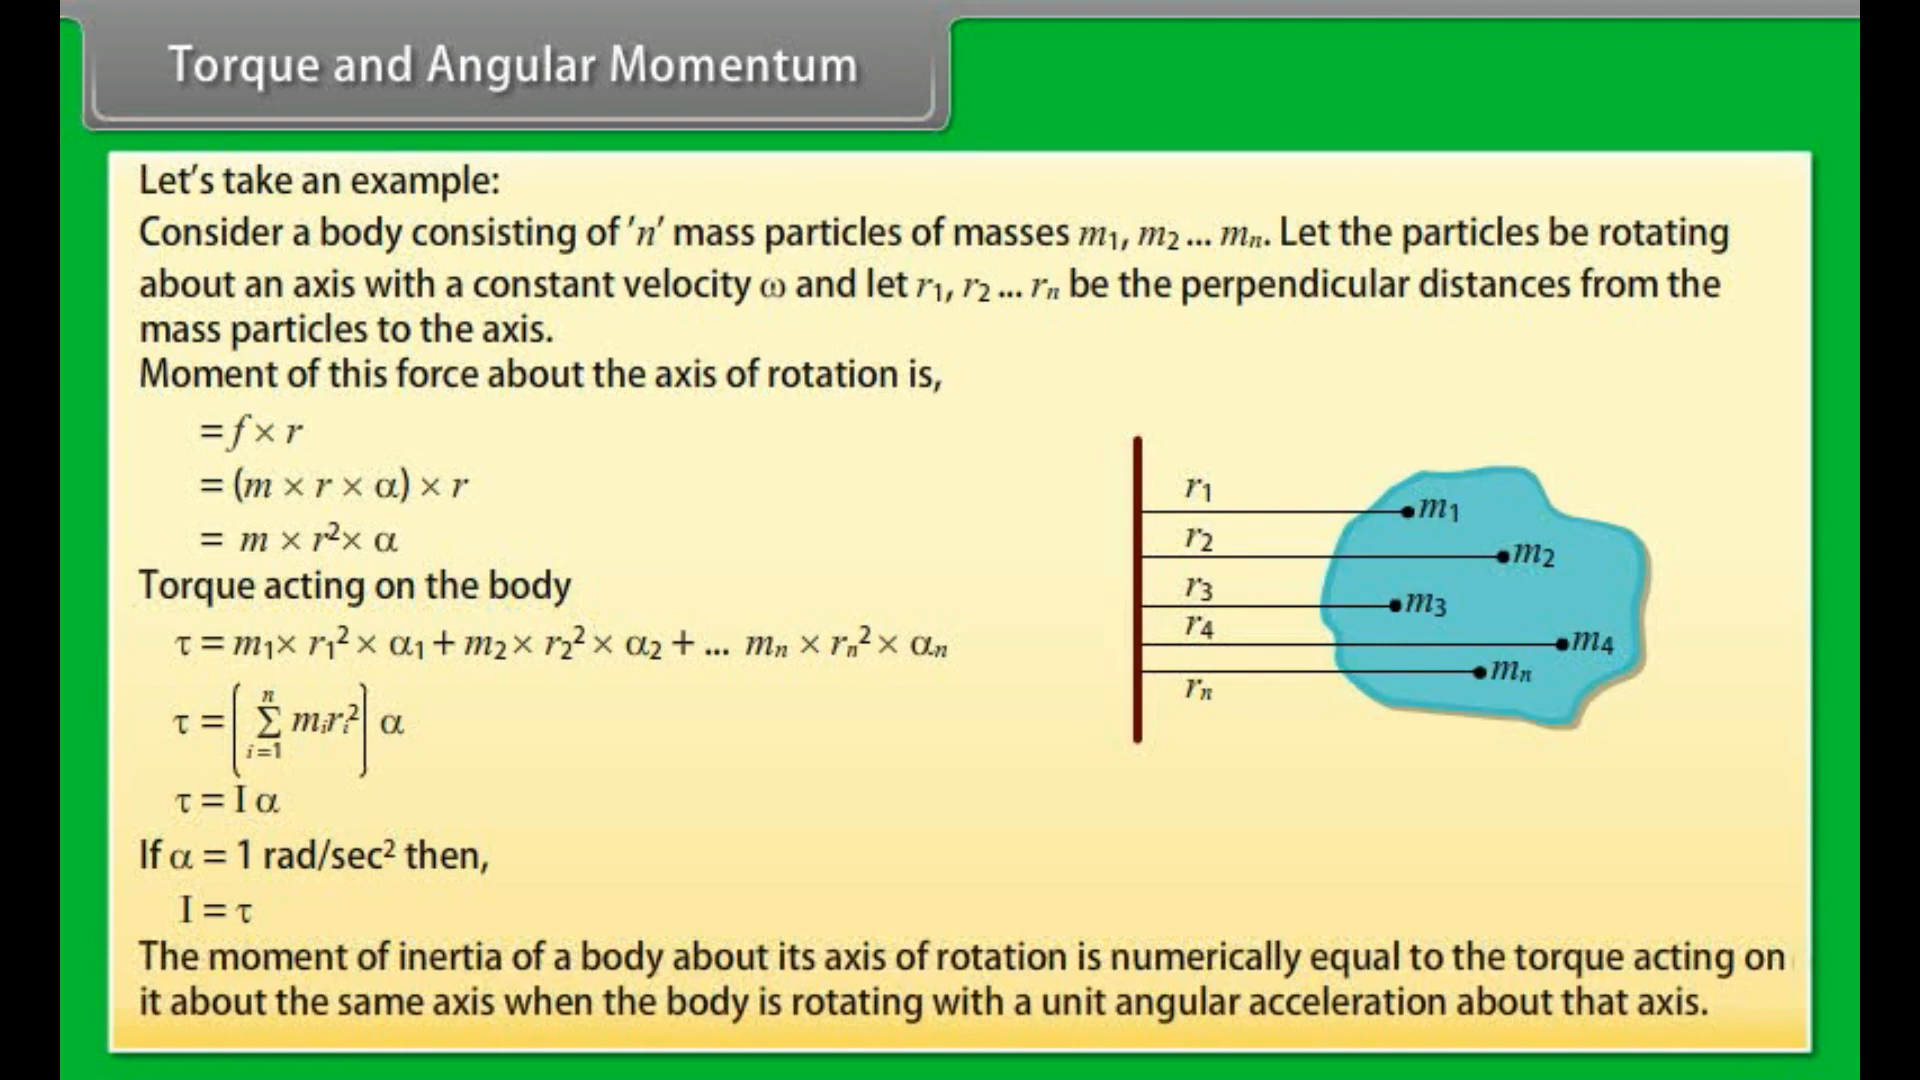 Torque and Angular Momentum
Let's take an example:
Consider a body consisting of 'n' mass particles of masses m₁, m₂ ... mₙ. Let the particles be rotating
about an axis with a constant velocity ω and let r₁, r₂ ... rₙ be the perpendicular distances from the
mass particles to the axis.
Moment of this force about the axis of rotation is,
= f × r
= (m × r × α) × r
= m × r² × α
Torque acting on the body
τ = m₁ × r₁² × α₁ + m₂ × r₂² × α₂ + ... mₙ × rₙ² × αₙ
τ = ( n Σ i=1 mᵢrᵢ² ) α
τ = I α
If α = 1 rad/sec² then,
I = τ
The moment of inertia of a body about its axis of rotation is numerically equal to the torque acting on
it about the same axis when the body is rotating with a unit angular acceleration about that axis.
r₁ m₁
r₂ m₂
r₃ m₃
r₄ m₄
rₙ mₙ